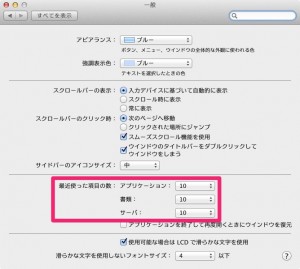 一般
すべてを表示
アピアランス： ブルー
ボタン、メニュー、ウインドウの全体的な外観に使われる色
強調表示色： ブルー
テキストを選択したときの色
スクロールバーの表示： 入力デバイスに基づいて自動的に表示
スクロール時に表示
常に表示
スクロールバーのクリック時： 次のページへ移動
クリックされた場所にジャンプ
スムーズスクロール機能を使用
ウインドウのタイトルバーをダブルクリックして
ウインドウをしまう
サイドバーのアイコンサイズ： 中
最近使った項目の数： アプリケーション： 10
書類： 10
サーバ： 10
アプリケーションを終了して再度開くときにウインドウを復元
使用可能な場合は LCD で滑らかな文字を使用
滑らかな文字を使用しないフォントサイズ： 4 以下